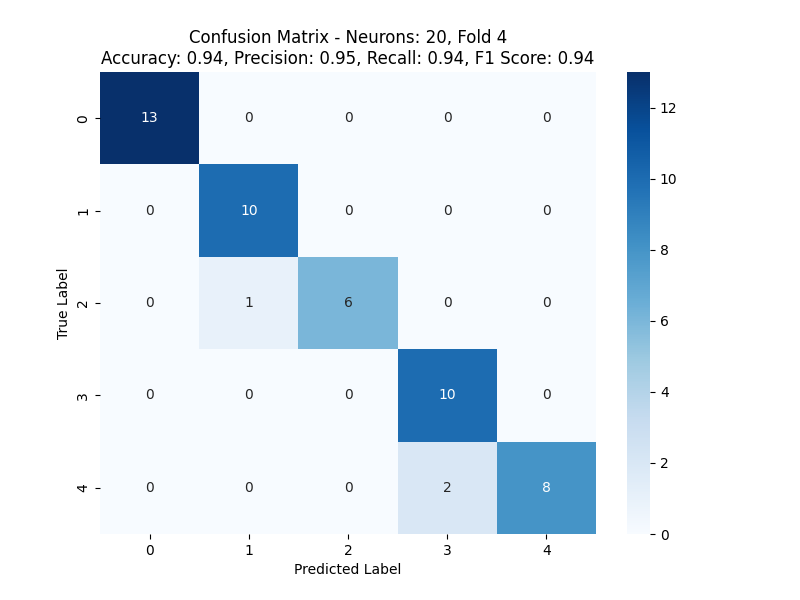 Confusion Matrix - Neurons: 20, Fold 4
Accuracy: 0.94, Precision: 0.95, Recall: 0.94, F1 Score: 0.94
True Label
0 13 0 0 0 0
1 0 10 0 0 0
2 0 1 6 0 0
3 0 0 0 10 0
4 0 0 0 2 8
0 1 2 3 4
Predicted Label
12
10
8
6
4
2
0